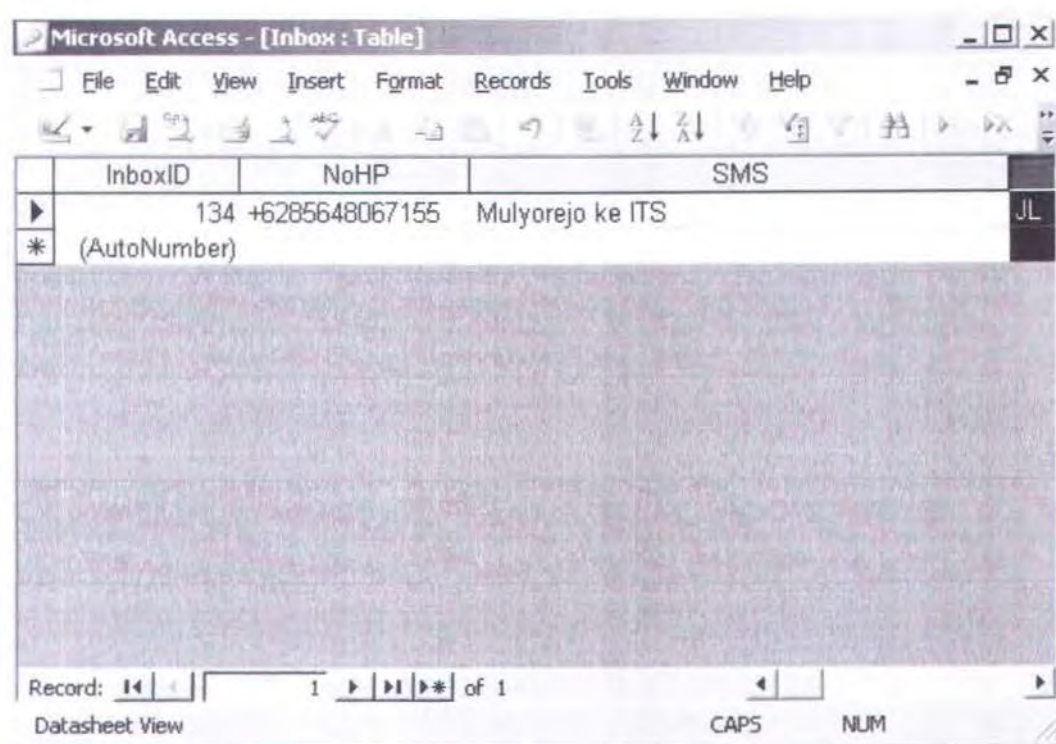 Microsoft Access - [Inbox : Table]
File Edit View Insert Format Records Tools Window Help
InboxID NoHP SMS
134 +6285648067155 Mulyorejo ke ITS JL
(AutoNumber)
Record: 1 of 1
Datasheet View CAPS NUM